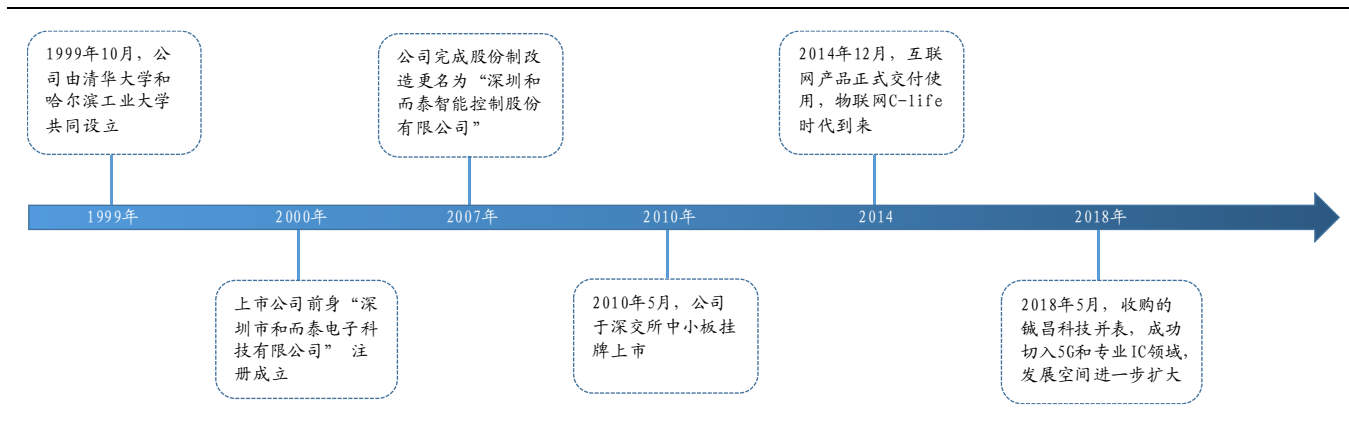 1999年10月，公
司由清华大学和
哈尔滨工业大学
共同设立
公司完成股份制改
造更名为“深圳和
而泰智能控制股份
有限公司”
2014年12月，互联
网产品正式交付使
用，物联网C-life
时代到来
1999年
2000年
2007年
2010年
2014
2018年
上市公司前身“深
圳市和而泰电子科
技有限公司” 注
册成立
2010年5月，公司
于深交所中小板挂
牌上市
2018年5月，收购的
铖昌科技并表，成功
切入5G和专业IC领域，
发展空间进一步扩大